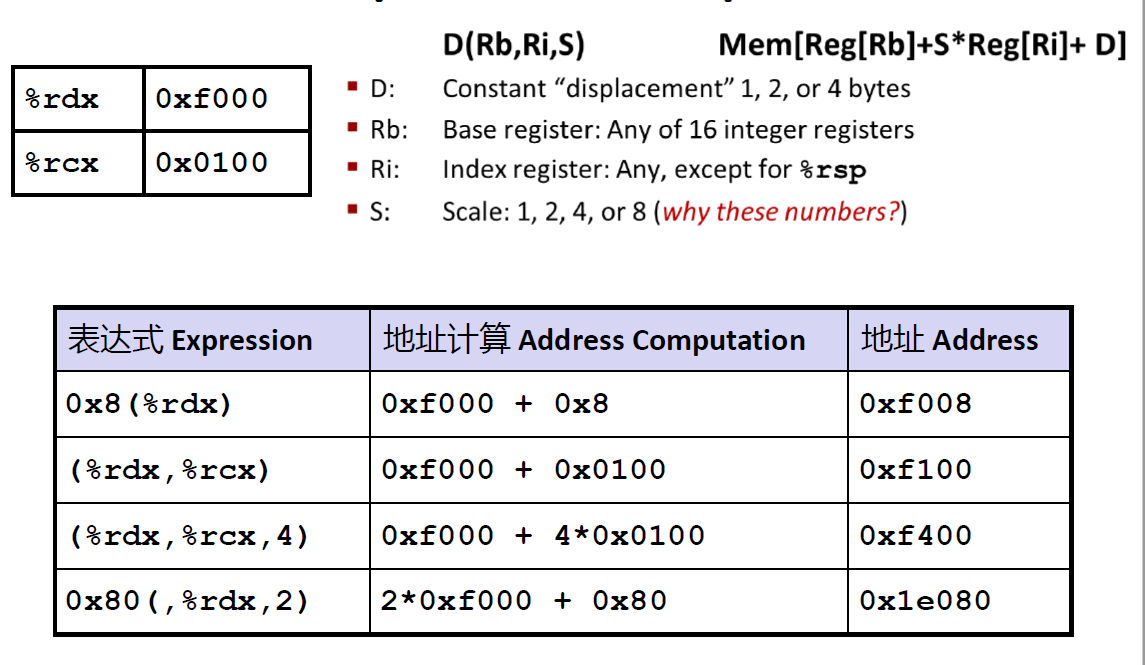 D(Rb,Ri,S) Mem[Reg[Rb]+S*Reg[Ri]+ D]
%rdx 0xf000
%rcx 0x0100
▪ D: Constant “displacement” 1, 2, or 4 bytes
▪ Rb: Base register: Any of 16 integer registers
▪ Ri: Index register: Any, except for %rsp
▪ S: Scale: 1, 2, 4, or 8 (why these numbers?)
表达式 Expression 地址计算 Address Computation 地址 Address
0x8(%rdx) 0xf000 + 0x8 0xf008
(%rdx,%rcx) 0xf000 + 0x0100 0xf100
(%rdx,%rcx,4) 0xf000 + 4*0x0100 0xf400
0x80(,%rdx,2) 2*0xf000 + 0x80 0x1e080